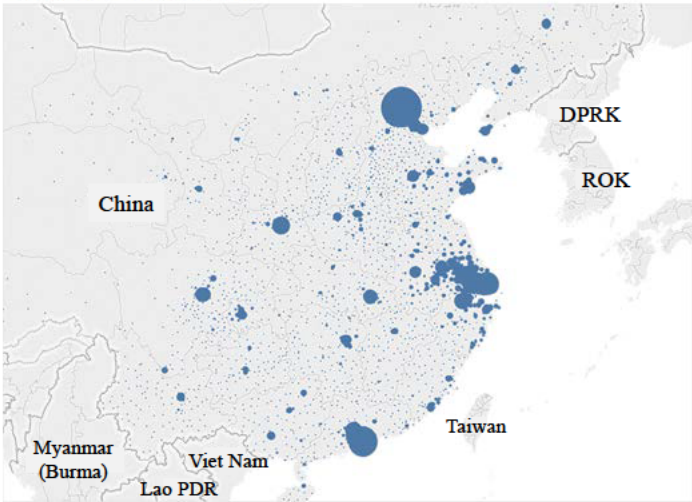 DPRK
ROK
China
Taiwan
Myanmar
(Burma)
Viet Nam
Lao PDR